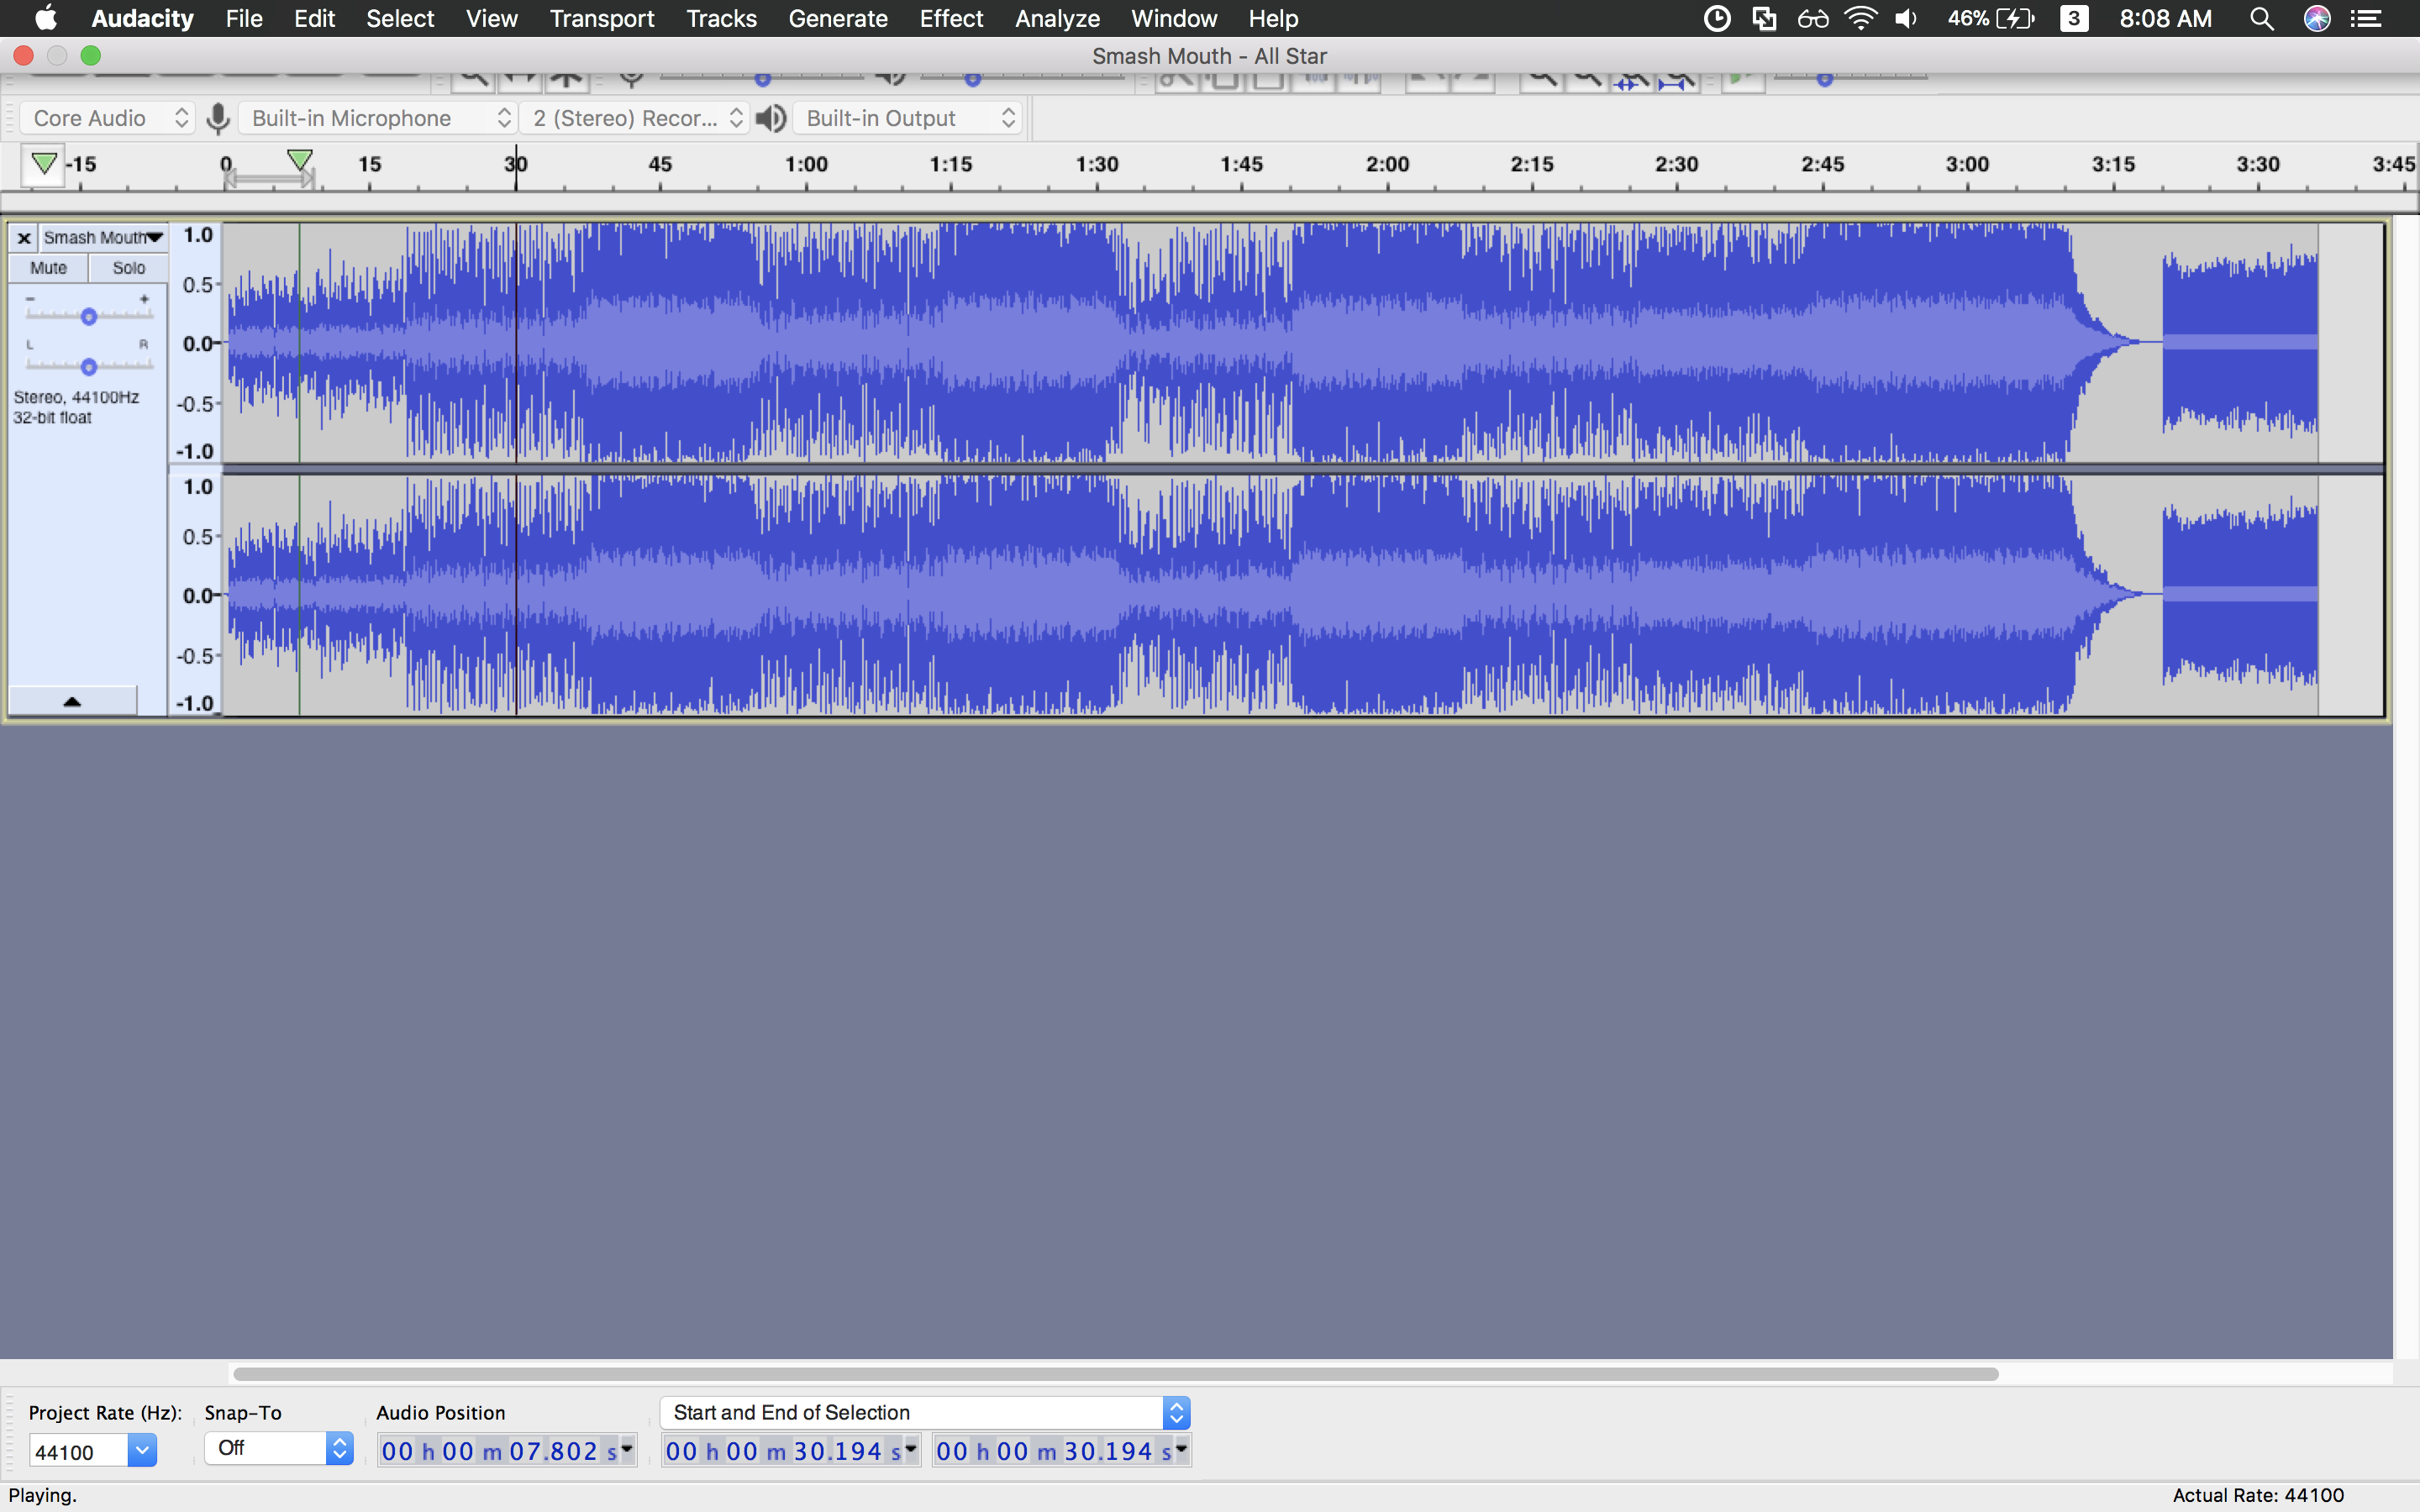 Audacity File Edit Select View Transport Tracks Generate Effect Analyze Window Help 46% 3 8:08 AM
Smash Mouth - All Star
Core Audio Built-in Microphone 2 (Stereo) Recor... Built-in Output
-15 0 15 30 45 1:00 1:15 1:30 1:45 2:00 2:15 2:30 2:45 3:00 3:15 3:30 3:45
x Smash Mouth 1.0
Mute Solo
- + 0.5
L R 0.0
Stereo, 44100Hz
32-bit float -0.5
-1.0
1.0
0.5
0.0
-0.5
-1.0
Project Rate (Hz): Snap-To Audio Position Start and End of Selection
44100 Off 00 h 00 m 07.802 s 00 h 00 m 30.194 s 00 h 00 m 30.194 s
Playing. Actual Rate: 44100